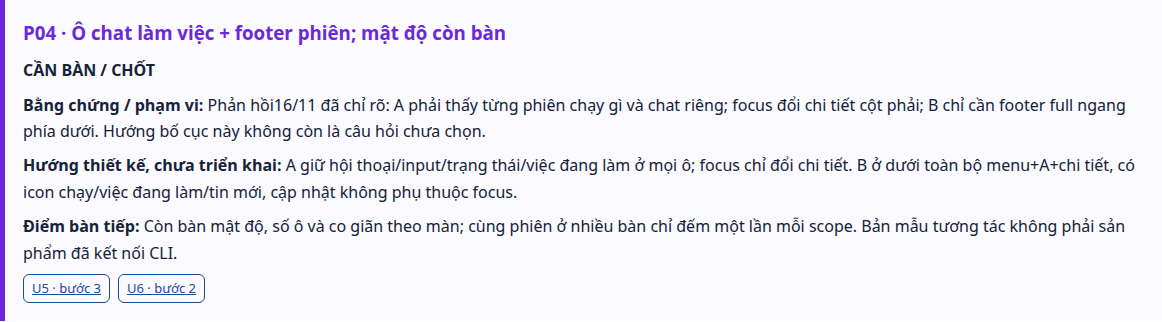 P04 · Ô chat làm việc + footer phiên; mật độ còn bàn
CẦN BÀN / CHỐT
Bằng chứng / phạm vi: Phản hồi16/11 đã chỉ rõ: A phải thấy từng phiên chạy gì và chat riêng; focus đổi chi tiết cột phải; B chỉ cần footer full ngang
phía dưới. Hướng bố cục này không còn là câu hỏi chưa chọn.
Hướng thiết kế, chưa triển khai: A giữ hội thoại/input/trạng thái/việc đang làm ở mọi ô; focus chỉ đổi chi tiết. B ở dưới toàn bộ menu+A+chi tiết, có
icon chạy/việc đang làm/tin mới, cập nhật không phụ thuộc focus.
Điểm bàn tiếp: Còn bàn mật độ, số ô và co giãn theo màn; cùng phiên ở nhiều bàn chỉ đếm một lần mỗi scope. Bản mẫu tương tác không phải sản
phẩm đã kết nối CLI.
U5 · bước 3
U6 · bước 2